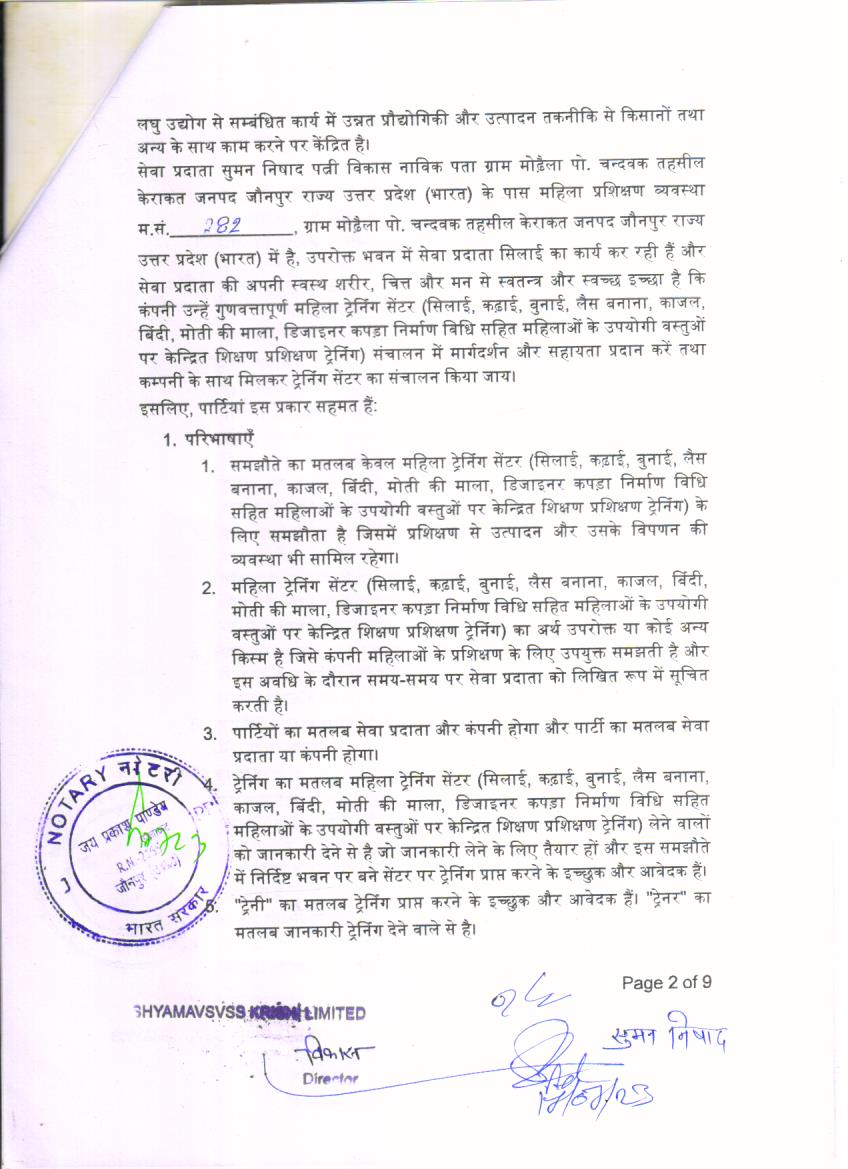 लघु उद्योग से सम्बंधित कार्य में उन्नत प्रौद्योगिकी और उत्पादन तकनीकि से किसानों तथा
अन्य के साथ काम करने पर केंद्रित है।
सेवा प्रदाता सुमन निषाद पत्नी विकास नाविक पता ग्राम मोढ़ैला पो. चन्दवक तहसील
केराकत जनपद जौनपुर राज्य उत्तर प्रदेश (भारत) के पास महिला प्रशिक्षण व्यवस्था
म.सं. 282 , ग्राम मोढ़ैला पो. चन्दवक तहसील केराकत जनपद जौनपुर राज्य
उत्तर प्रदेश (भारत) में है, उपरोक्त भवन में सेवा प्रदाता सिलाई का कार्य कर रही हैं और
सेवा प्रदाता की अपनी स्वस्थ शरीर, चित्त और मन से स्वतन्त्र और स्वच्छ इच्छा है कि
कंपनी उन्हें गुणवत्तापूर्ण महिला ट्रेनिंग सेंटर (सिलाई, कढ़ाई, बुनाई, लैस बनाना, काजल,
बिंदी, मोती की माला, डिजाइनर कपड़ा निर्माण विधि सहित महिलाओं के उपयोगी वस्तुओं
पर केन्द्रित शिक्षण प्रशिक्षण ट्रेनिंग) संचालन में मार्गदर्शन और सहायता प्रदान करें तथा
कम्पनी के साथ मिलकर ट्रेनिंग सेंटर का संचालन किया जाय।
इसलिए, पार्टियां इस प्रकार सहमत हैं:
1. परिभाषाएँ
1. समझौते का मतलब केवल महिला ट्रेनिंग सेंटर (सिलाई, कढ़ाई, बुनाई, लैस
बनाना, काजल, बिंदी, मोती की माला, डिजाइनर कपड़ा निर्माण विधि
सहित महिलाओं के उपयोगी वस्तुओं पर केन्द्रित शिक्षण प्रशिक्षण ट्रेनिंग) के
लिए समझौता है जिसमें प्रशिक्षण से उत्पादन और उसके विपणन की
व्यवस्था भी सामिल रहेगा।
2. महिला ट्रेनिंग सेंटर (सिलाई, कढ़ाई, बुनाई, लैस बनाना, काजल, बिंदी,
मोती की माला, डिजाइनर कपड़ा निर्माण विधि सहित महिलाओं के उपयोगी
वस्तुओं पर केन्द्रित शिक्षण प्रशिक्षण ट्रेनिंग) का अर्थ उपरोक्त या कोई अन्य
किस्म है जिसे कंपनी महिलाओं के प्रशिक्षण के लिए उपयुक्त समझती है और
इस अवधि के दौरान समय-समय पर सेवा प्रदाता को लिखित रूप में सूचित
करती है।
3. पार्टियों का मतलब सेवा प्रदाता और कंपनी होगा और पार्टी का मतलब सेवा
प्रदाता या कंपनी होगा।
4. ट्रेनिंग का मतलब महिला ट्रेनिंग सेंटर (सिलाई, कढ़ाई, बुनाई, लैस बनाना,
काजल, बिंदी, मोती की माला, डिजाइनर कपड़ा निर्माण विधि सहित
महिलाओं के उपयोगी वस्तुओं पर केन्द्रित शिक्षण प्रशिक्षण ट्रेनिंग) लेने वालों
को जानकारी देने से है जो जानकारी लेने के लिए तैयार हों और इस समझौते
में निर्दिष्ट भवन पर बने सेंटर पर ट्रेनिंग प्राप्त करने के इच्छुक और आवेदक हैं।
5. "ट्रेनी" का मतलब ट्रेनिंग प्राप्त करने के इच्छुक और आवेदक हैं। "ट्रेनर" का
मतलब जानकारी ट्रेनिंग देने वाले से है।
NOTARY नोटरी
जय प्रकाश पाण्डेय
जौनपुर
भारत सरकार
Page 2 of 9
SHYAMAVSVSS KRISHI LIMITED
विकास
Director
सुमन निषाद